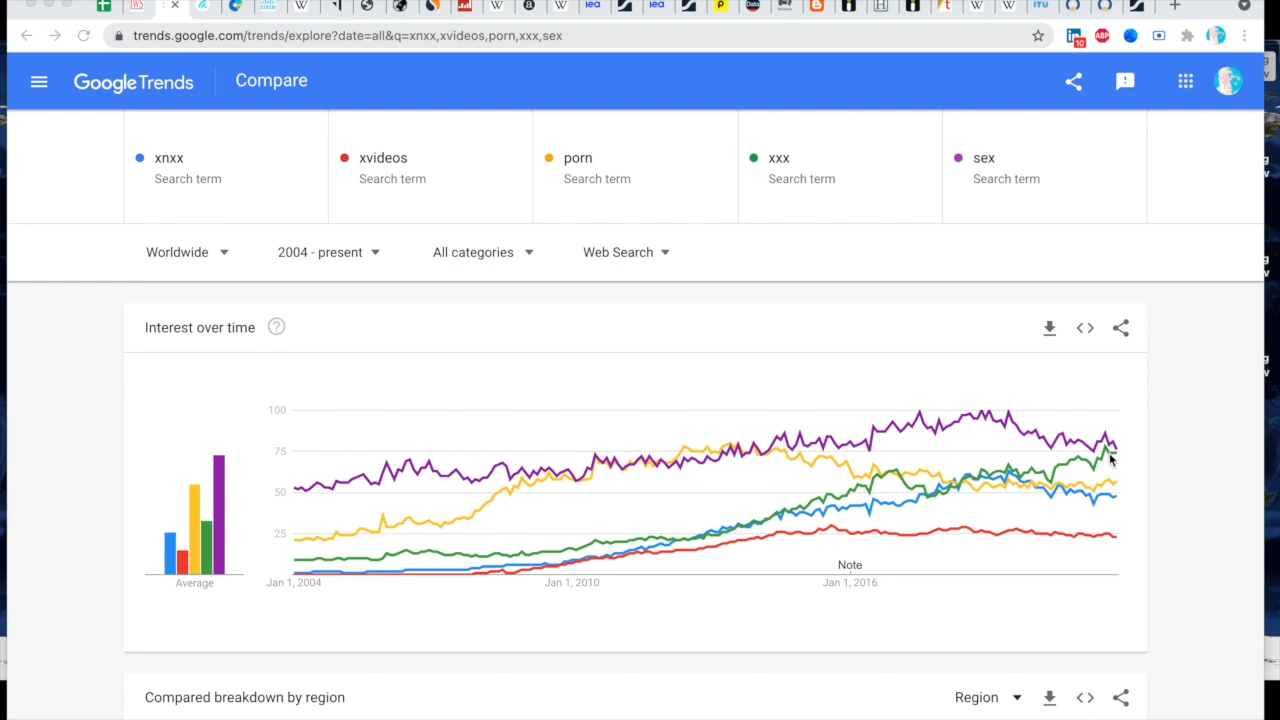 trends.google.com/trends/explore?date=all&q=xnxx,xvideos,porn,xxx,sex
10 ABP
Google Trends Compare
xnxx xvideos porn xxx sex
Search term Search term Search term Search term Search term
Worldwide 2004 - present All categories Web Search
Interest over time ?
100
75
50
25
Note
Average Jan 1, 2004 Jan 1, 2010 Jan 1, 2016
Compared breakdown by region Region